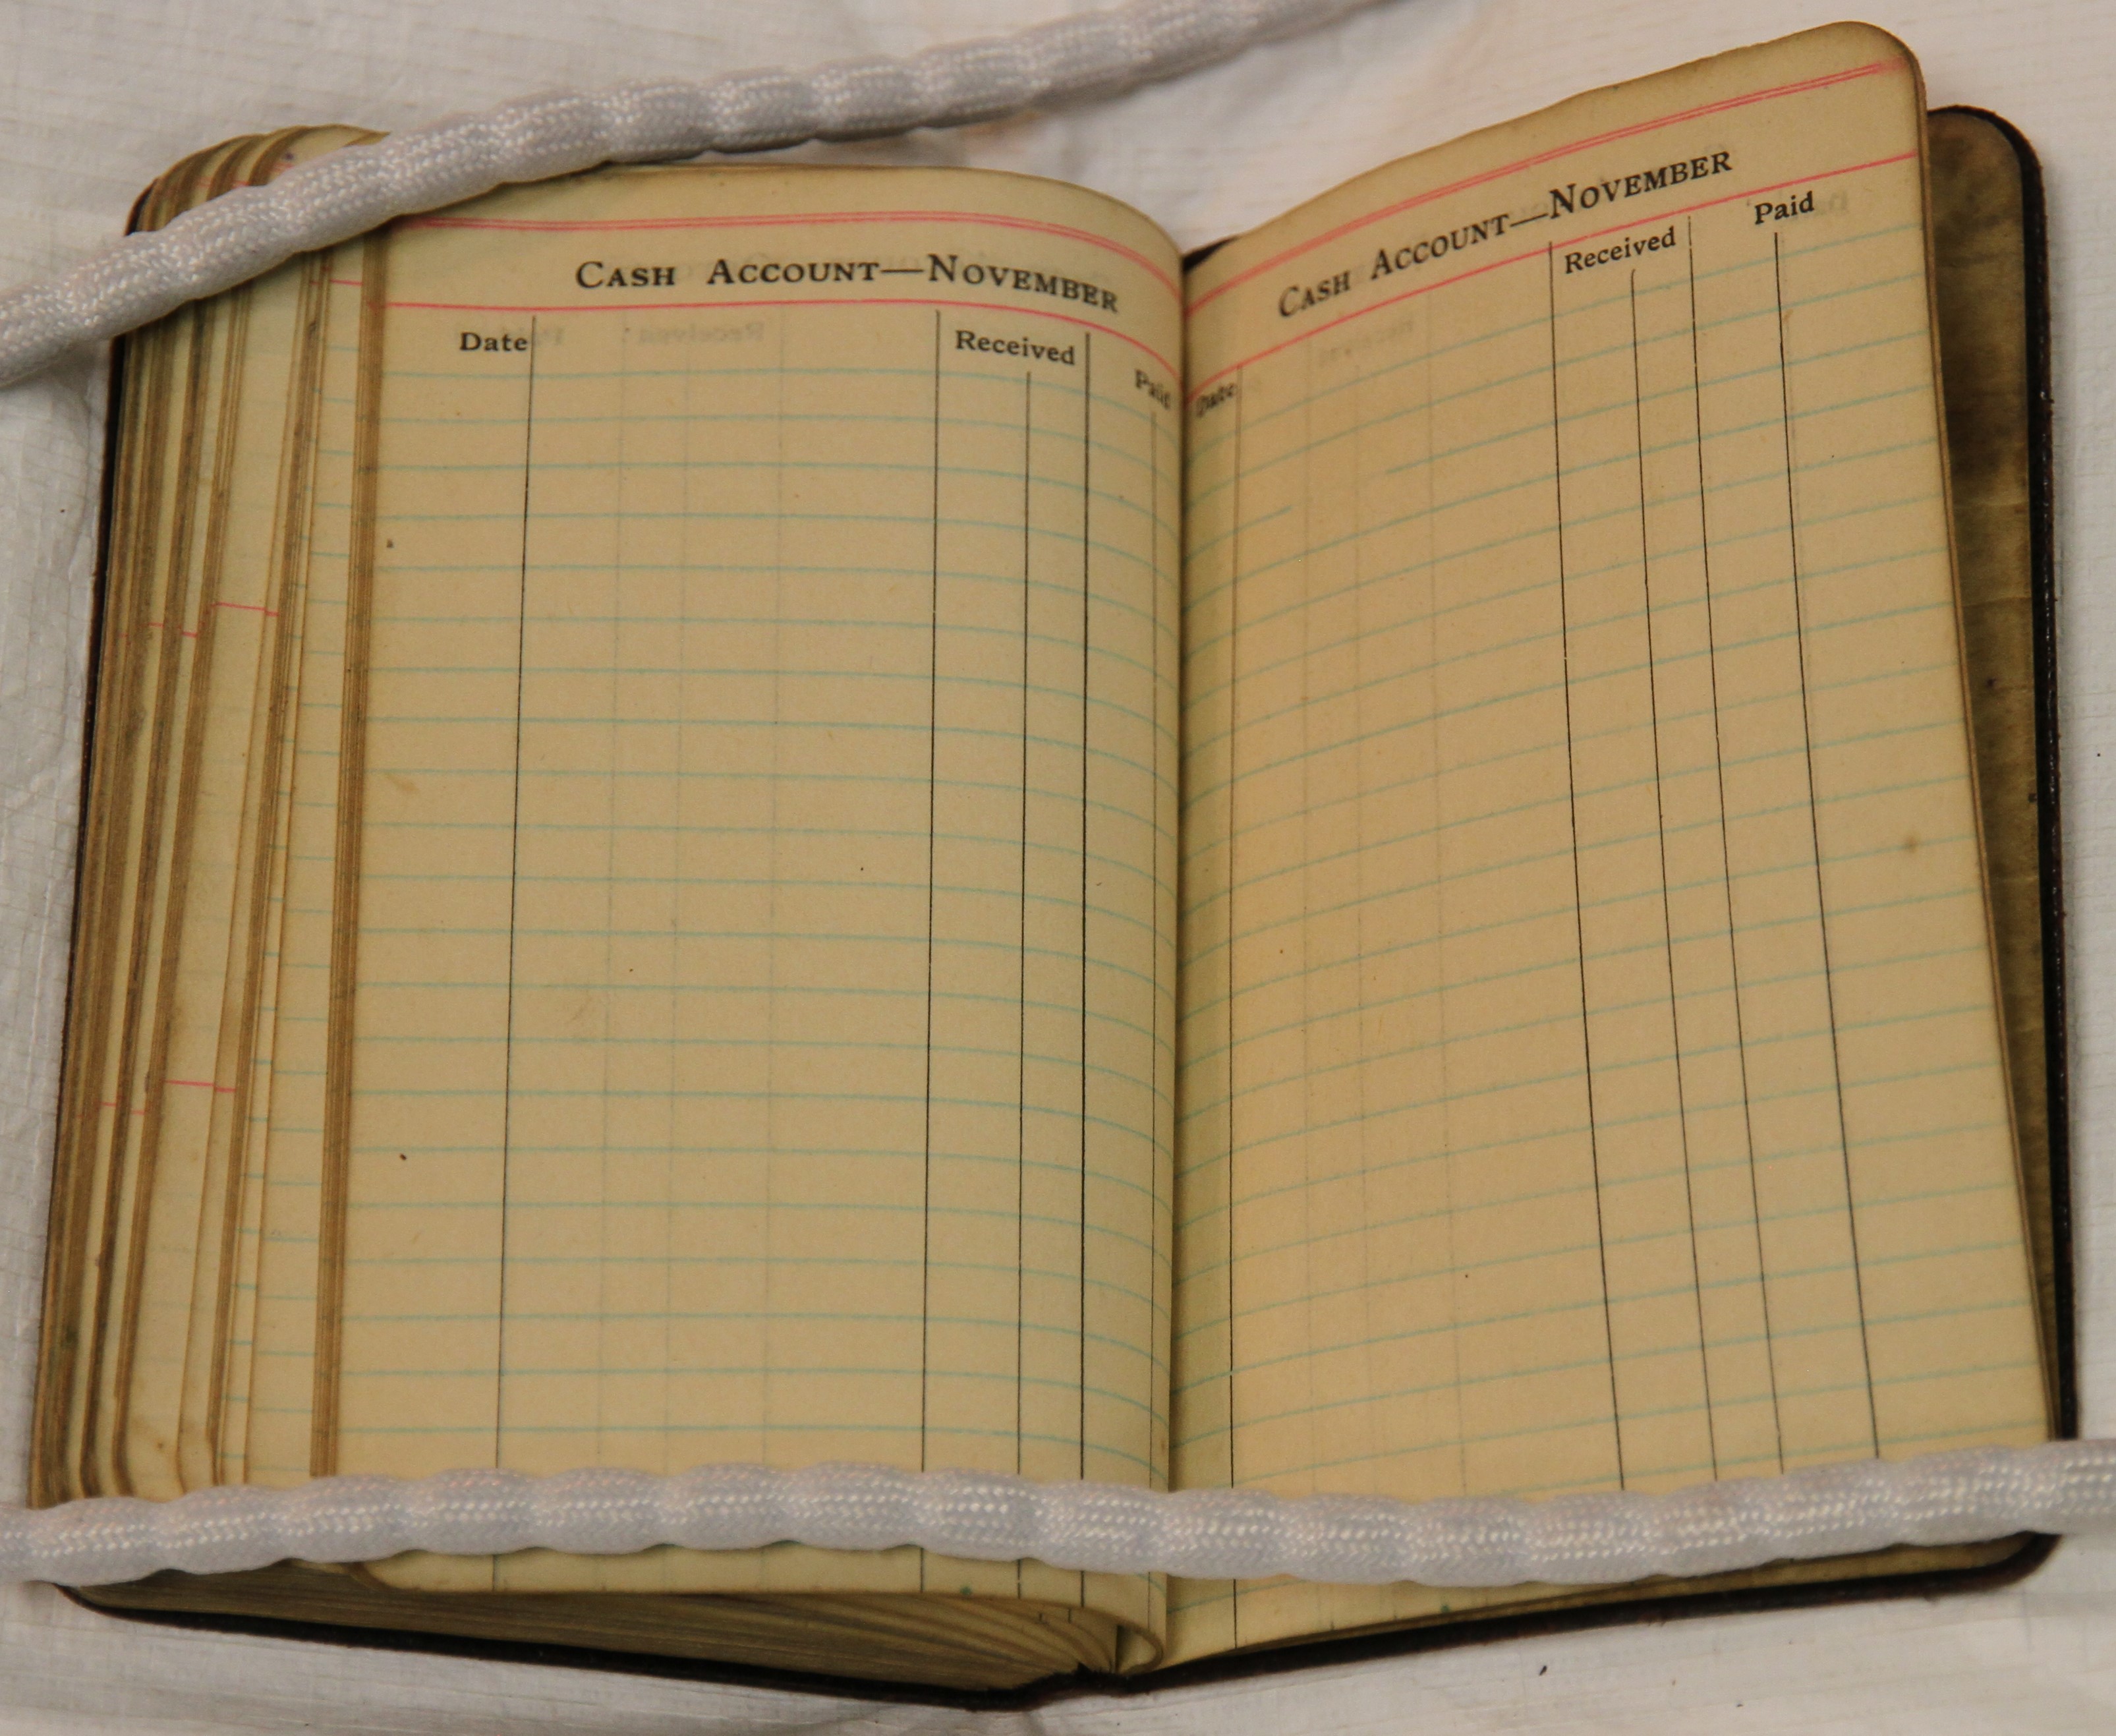 Cash Account—November
Date Received Paid
Cash Account—November
Date Received Paid